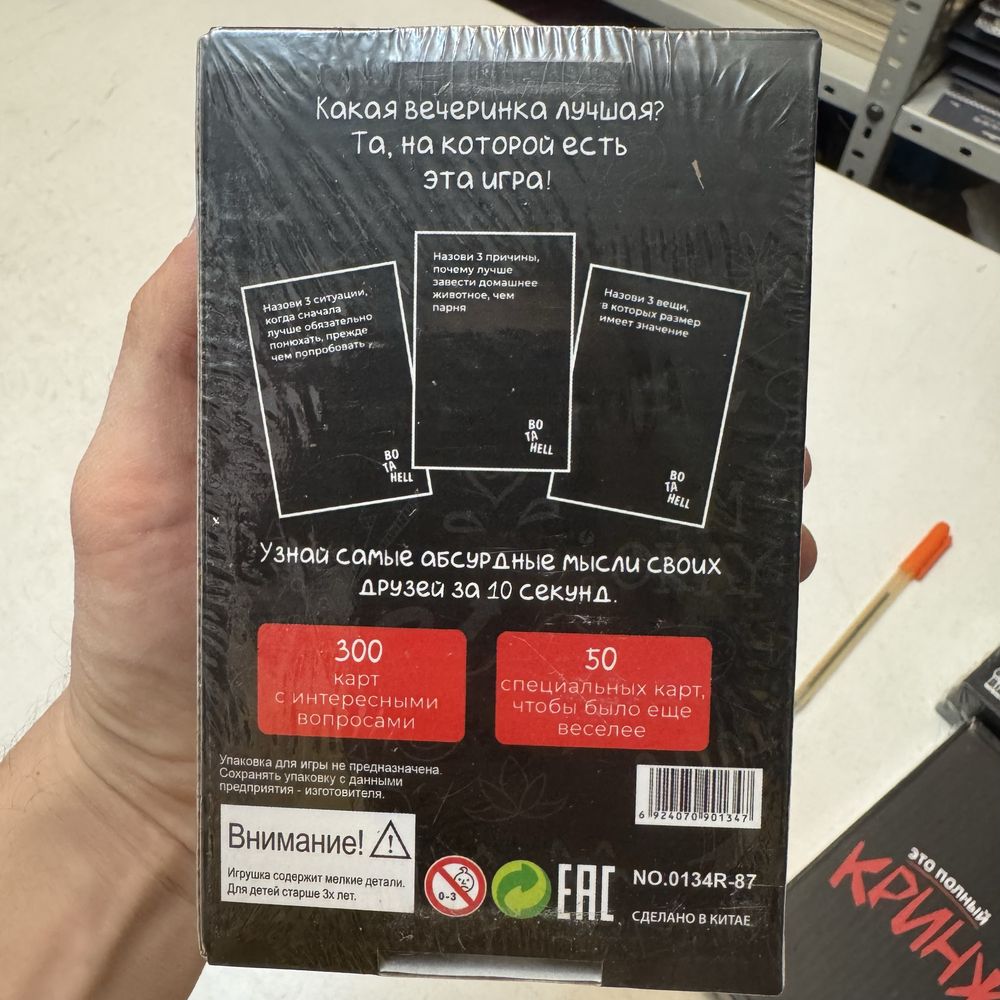 Какая вечеринка лучшая?
Та, на которой есть
эта игра!
Назови 3 ситуации,
когда сначала
лучше обязательно
понюхать, прежде
чем попробовать
BO
TA
HELL
Назови 3 причины,
почему лучше
завести домашнее
животное, чем
парня
BO
TA
HELL
Назови 3 вещи,
в которых размер
имеет значение
BO
TA
HELL
Узнай самые абсурдные мысли своих
друзей за 10 секунд.
300
карт
с интересными
вопросами
50
специальных карт,
чтобы было еще
веселее
Упаковка для игры не предназначена.
Сохранять упаковку с данными
предприятия - изготовителя.
6 924070 901347
Внимание!
Игрушка содержит мелкие детали.
Для детей старше 3х лет.
0-3
EAC
NO.0134R-87
СДЕЛАНО В КИТАЕ
ЭТО ПОЛНЫЙ
КРИНЖ